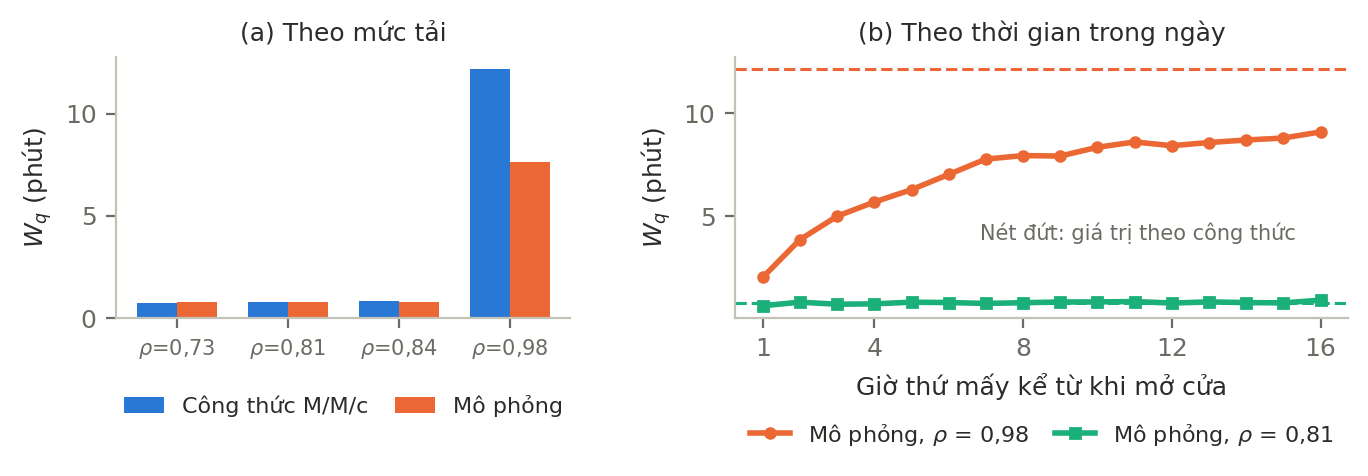 (a) Theo mức tải
W_q (phút)
10
5
0
ρ=0,73 ρ=0,81 ρ=0,84 ρ=0,98
Công thức M/M/c Mô phỏng
(b) Theo thời gian trong ngày
W_q (phút)
10
5
Nét đứt: giá trị theo công thức
1 4 8 12 16
Giờ thứ mấy kể từ khi mở cửa
Mô phỏng, ρ = 0,98 Mô phỏng, ρ = 0,81